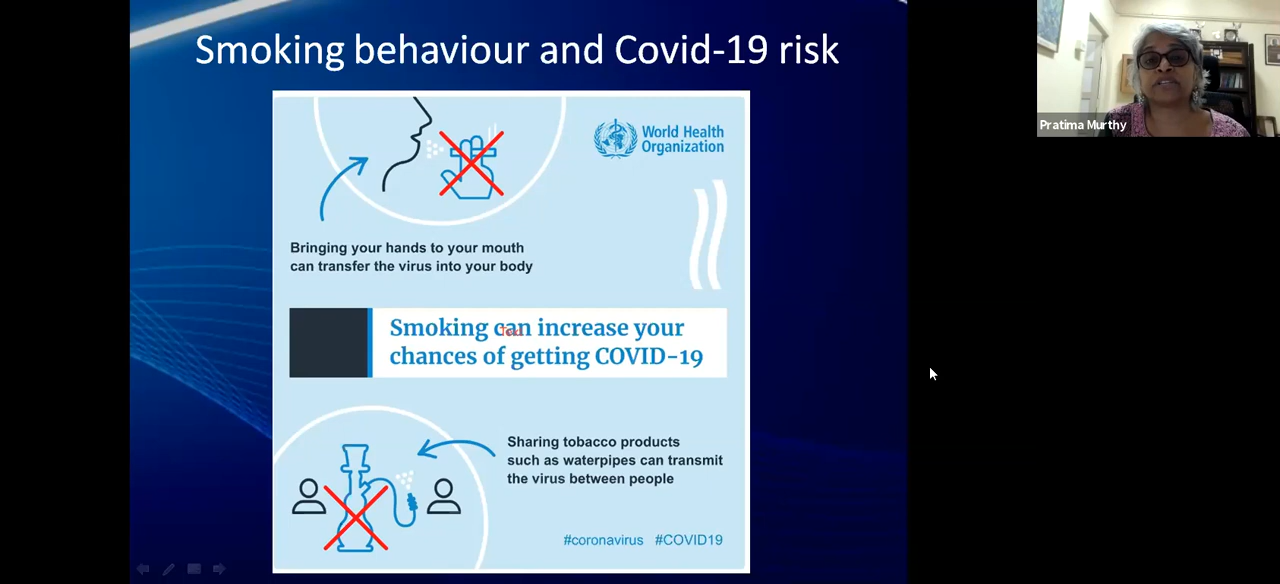 Smoking behaviour and Covid-19 risk
World Health
Organization
Bringing your hands to your mouth
can transfer the virus into your body
Smoking can increase your
chances of getting COVID-19
Sharing tobacco products
such as waterpipes can transmit
the virus between people
#coronavirus #COVID19
Pratima Murthy